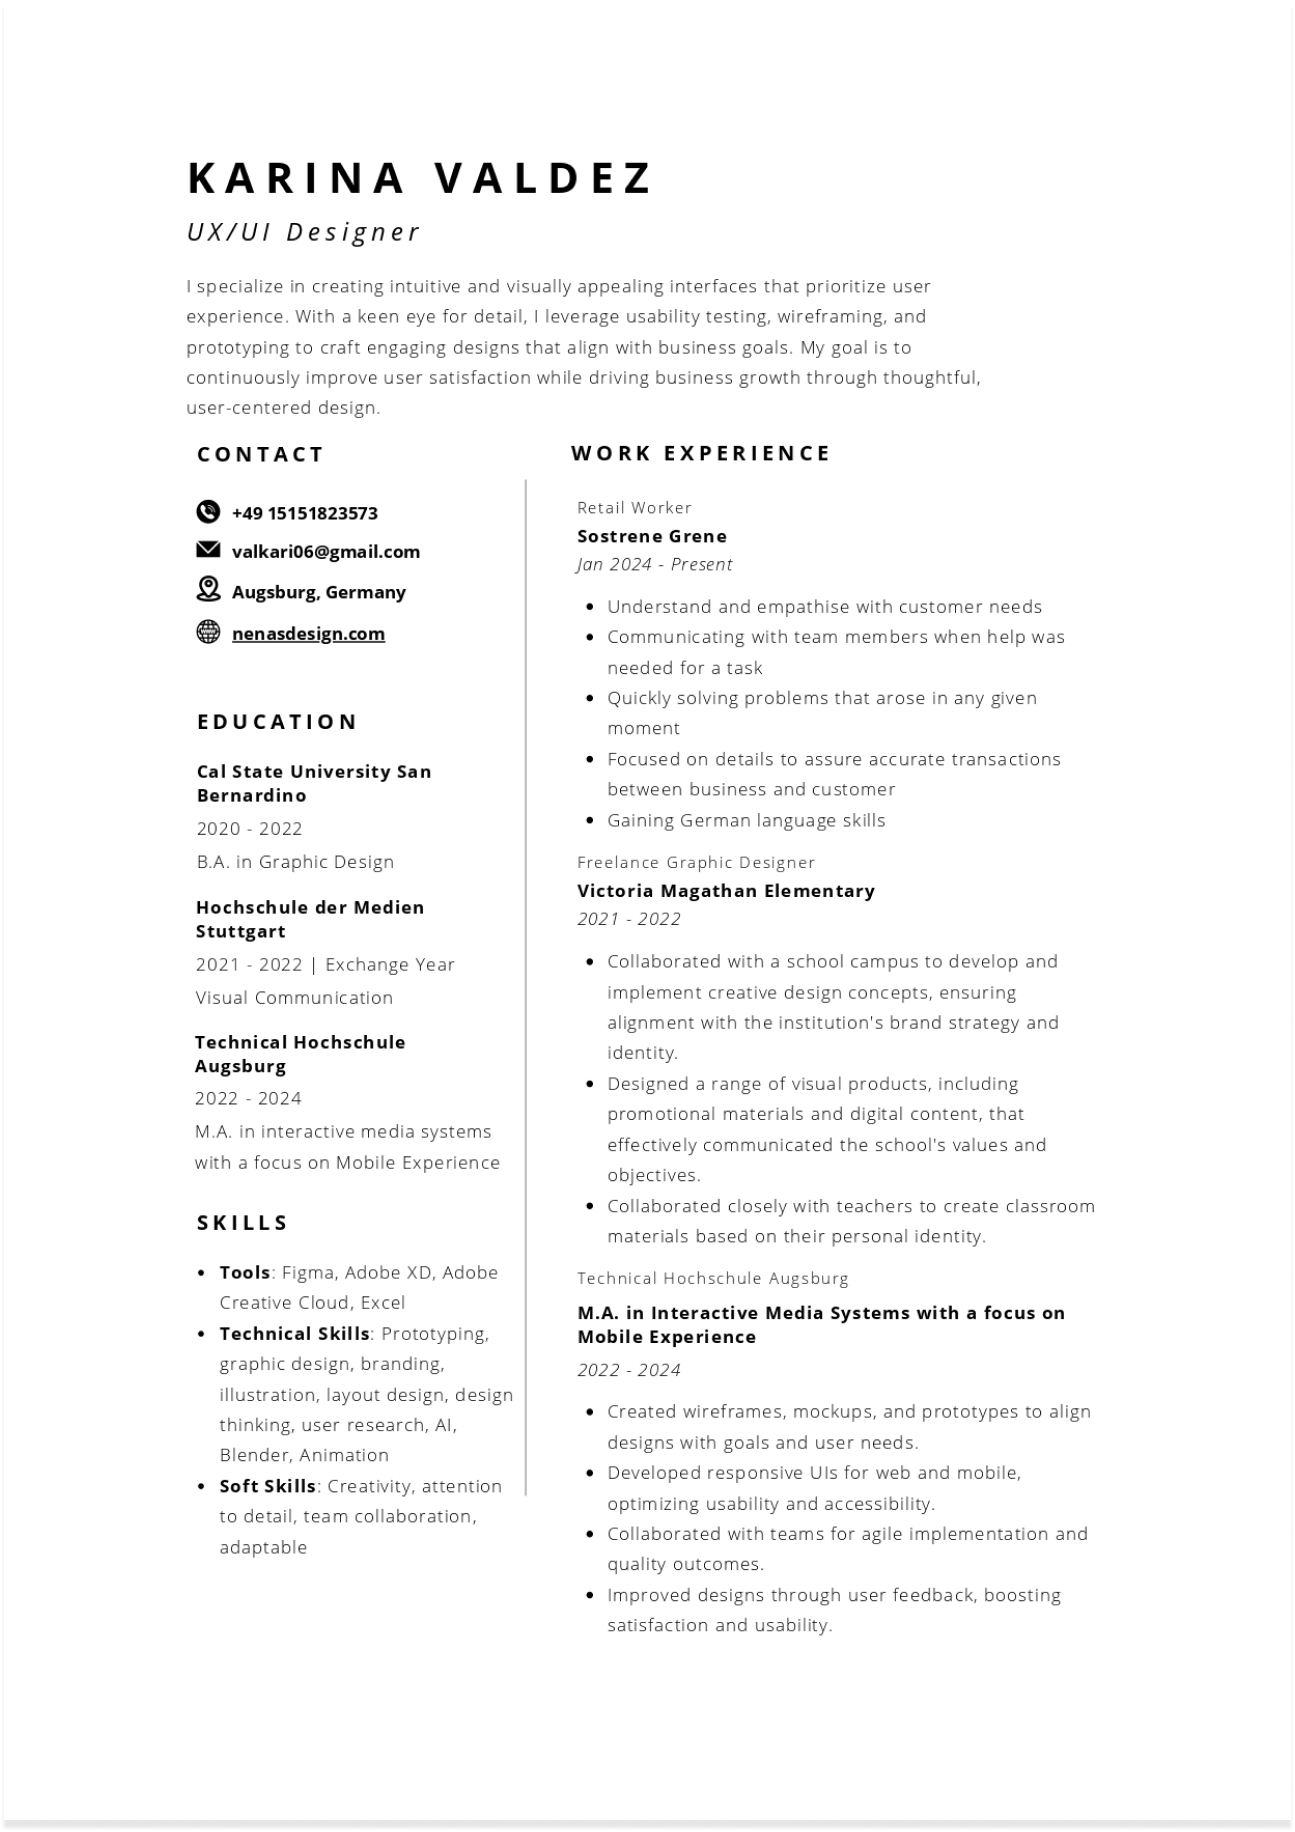 KARINA VALDEZ
UX/UI Designer
I specialize in creating intuitive and visually appealing interfaces that prioritize user
experience. With a keen eye for detail, I leverage usability testing, wireframing, and
prototyping to craft engaging designs that align with business goals. My goal is to
continuously improve user satisfaction while driving business growth through thoughtful,
user-centered design.
CONTACT
+49 15151823573
valkari06@gmail.com
Augsburg, Germany
nenasdesign.com
EDUCATION
Cal State University San
Bernardino
2020 - 2022
B.A. in Graphic Design
Hochschule der Medien
Stuttgart
2021 - 2022 | Exchange Year
Visual Communication
Technical Hochschule
Augsburg
2022 - 2024
M.A. in interactive media systems
with a focus on Mobile Experience
SKILLS
• Tools: Figma, Adobe XD, Adobe
Creative Cloud, Excel
• Technical Skills: Prototyping,
graphic design, branding,
illustration, layout design, design
thinking, user research, AI,
Blender, Animation
• Soft Skills: Creativity, attention
to detail, team collaboration,
adaptable
WORK EXPERIENCE
Retail Worker
Sostrene Grene
Jan 2024 - Present
• Understand and empathise with customer needs
• Communicating with team members when help was
needed for a task
• Quickly solving problems that arose in any given
moment
• Focused on details to assure accurate transactions
between business and customer
• Gaining German language skills
Freelance Graphic Designer
Victoria Magathan Elementary
2021 - 2022
• Collaborated with a school campus to develop and
implement creative design concepts, ensuring
alignment with the institution's brand strategy and
identity.
• Designed a range of visual products, including
promotional materials and digital content, that
effectively communicated the school's values and
objectives.
• Collaborated closely with teachers to create classroom
materials based on their personal identity.
Technical Hochschule Augsburg
M.A. in Interactive Media Systems with a focus on
Mobile Experience
2022 - 2024
• Created wireframes, mockups, and prototypes to align
designs with goals and user needs.
• Developed responsive UIs for web and mobile,
optimizing usability and accessibility.
• Collaborated with teams for agile implementation and
quality outcomes.
• Improved designs through user feedback, boosting
satisfaction and usability.